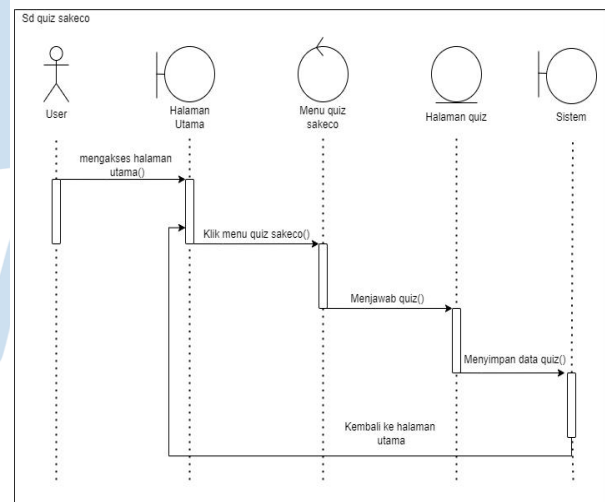 Sd quiz sakeco
User
Halaman
Utama
Menu quiz
sakeco
Halaman quiz
Sistem
mengakses halaman
utama()
Klik menu quiz sakeco()
Menjawab quiz()
Menyimpan data quiz()
Kembali ke halaman
utama